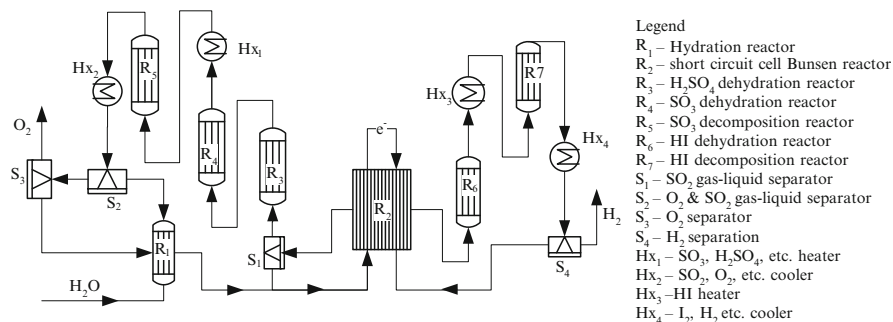 Hx₂
R₅
Hx₁
O₂
R₄
R₃
S₃
S₂
R₁
H₂O
S₁
e⁻
R₂
Hx₃
R7
Hx₄
R₆
H₂
S₄
Legend
R₁ – Hydration reactor
R₂ – short circuit cell Bunsen reactor
R₃ – H₂SO₄ dehydration reactor
R₄ – SO₃ dehydration reactor
R₅ – SO₃ decomposition reactor
R₆ – HI dehydration reactor
R₇ – HI decomposition reactor
S₁ – SO₂ gas-liquid separator
S₂ – O₂ & SO₂ gas-liquid separator
S₃ – O₂ separator
S₄ – H₂ separation
Hx₁ – SO₃, H₂SO₄, etc. heater
Hx₂ – SO₂, O₂, etc. cooler
Hx₃ –HI heater
Hx₄ – I₂, H₂ etc. cooler